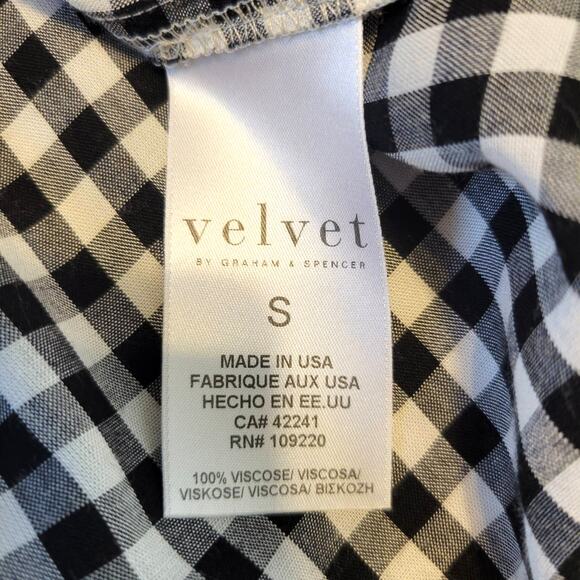 velvet
BY GRAHAM & SPENCER
S
MADE IN USA
FABRIQUE AUX USA
HECHO EN EE.UU
CA# 42241
RN# 109220
100% VISCOSE/ VISCOSA/
VISKOSE/ VISCOSA/ ΒΙΣΚΟΖΗ